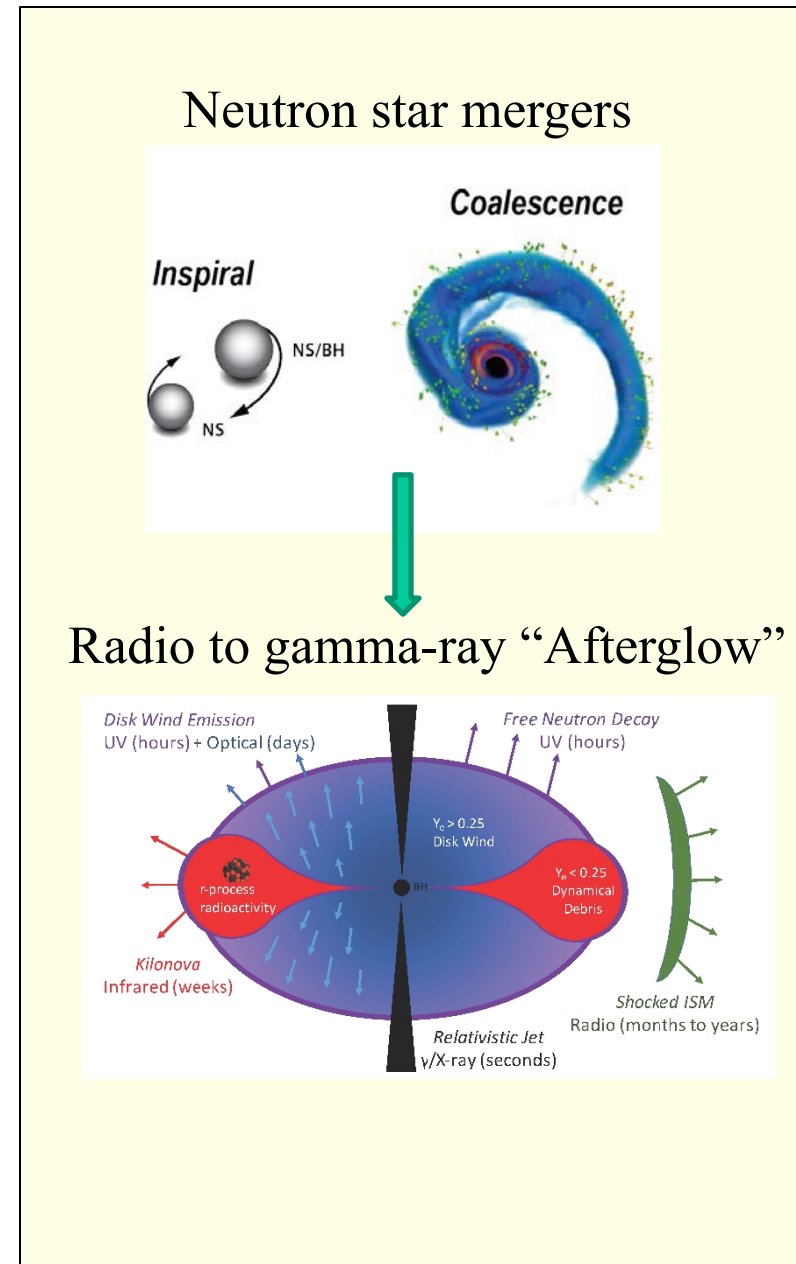 Neutron star mergers
Coalescence
Inspiral
NS/BH
NS
Radio to gamma-ray “Afterglow”
Disk Wind Emission
UV (hours) + Optical (days)
Free Neutron Decay
UV (hours)
Yₑ > 0.25
Disk Wind
r-process
radioactivity
BH
Yₑ < 0.25
Dynamical
Debris
Kilonova
Infrared (weeks)
Shocked ISM
Radio (months to years)
Relativistic Jet
γ/X-ray (seconds)